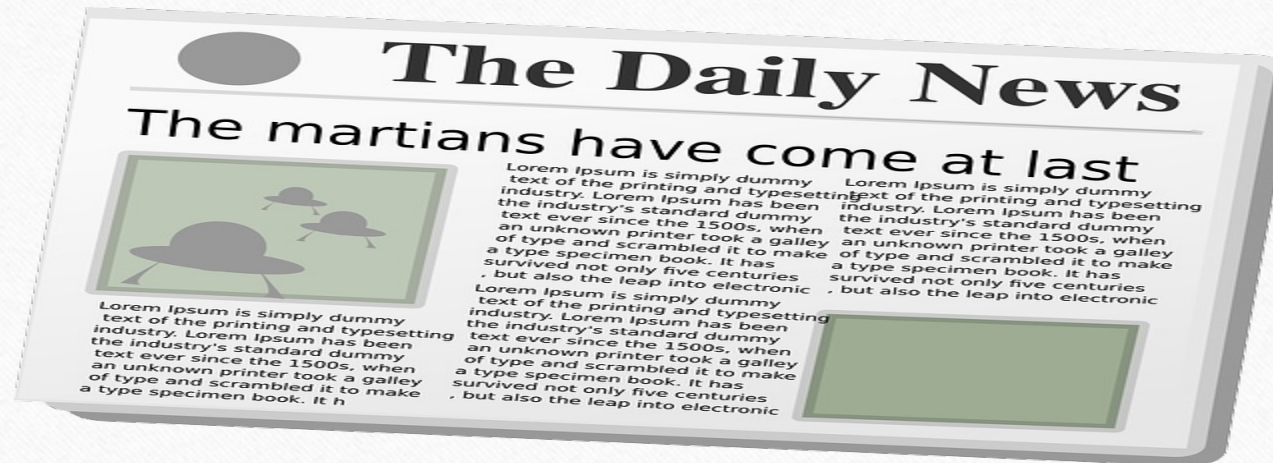 The Daily News
The martians have come at last
Lorem Ipsum is simply dummy
text of the printing and typesetting
industry. Lorem Ipsum has been
the industry's standard dummy
text ever since the 1500s, when
an unknown printer took a galley
of type and scrambled it to make
a type specimen book. It h
Lorem Ipsum is simply dummy
text of the printing and typesetting
industry. Lorem Ipsum has been
the industry's standard dummy
text ever since the 1500s, when
an unknown printer took a galley
of type and scrambled it to make
a type specimen book. It has
survived not only five centuries
, but also the leap into electronic
Lorem Ipsum is simply dummy
text of the printing and typesetting
industry. Lorem Ipsum has been
the industry's standard dummy
text ever since the 1500s, when
an unknown printer took a galley
of type and scrambled it to make
a type specimen book. It has
survived not only five centuries
, but also the leap into electronic
Lorem Ipsum is simply dummy
text of the printing and typesetting
industry. Lorem Ipsum has been
the industry's standard dummy
text ever since the 1500s, when
an unknown printer took a galley
of type and scrambled it to make
a type specimen book. It has
survived not only five centuries
, but also the leap into electronic